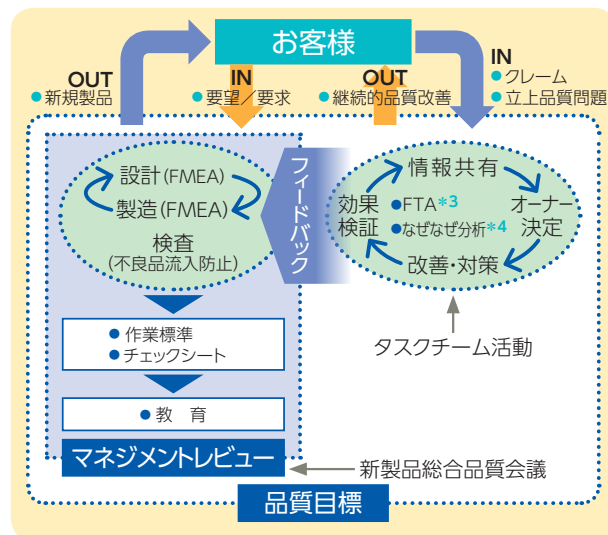 お客様
OUT
●新規製品
IN
●要望／要求
OUT
●継続的品質改善
IN
●クレーム
●立上品質問題
設計(FMEA)
製造(FMEA)
検査
(不良品流入防止)
フィードバック
情報共有
効果
検証
●FTA*3
●なぜなぜ分析*4
オーナー
決定
改善・対策
●作業標準
●チェックシート
タスクチーム活動
●教　育
マネジメントレビュー
新製品総合品質会議
品質目標